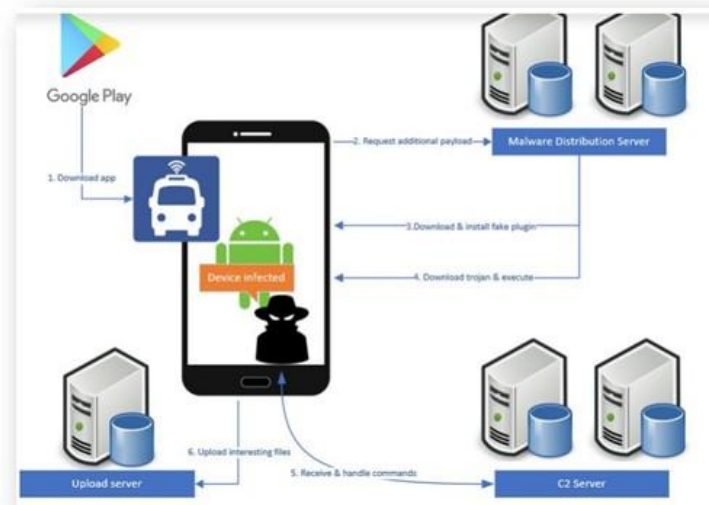 Google Play
1. Download app
2. Request additional payload
Malware Distribution Server
3.Download & install fake plugin
4. Download trojan & execute
Device infected
6. Upload interesting files
5. Receive & handle commands
Upload server
C2 Server